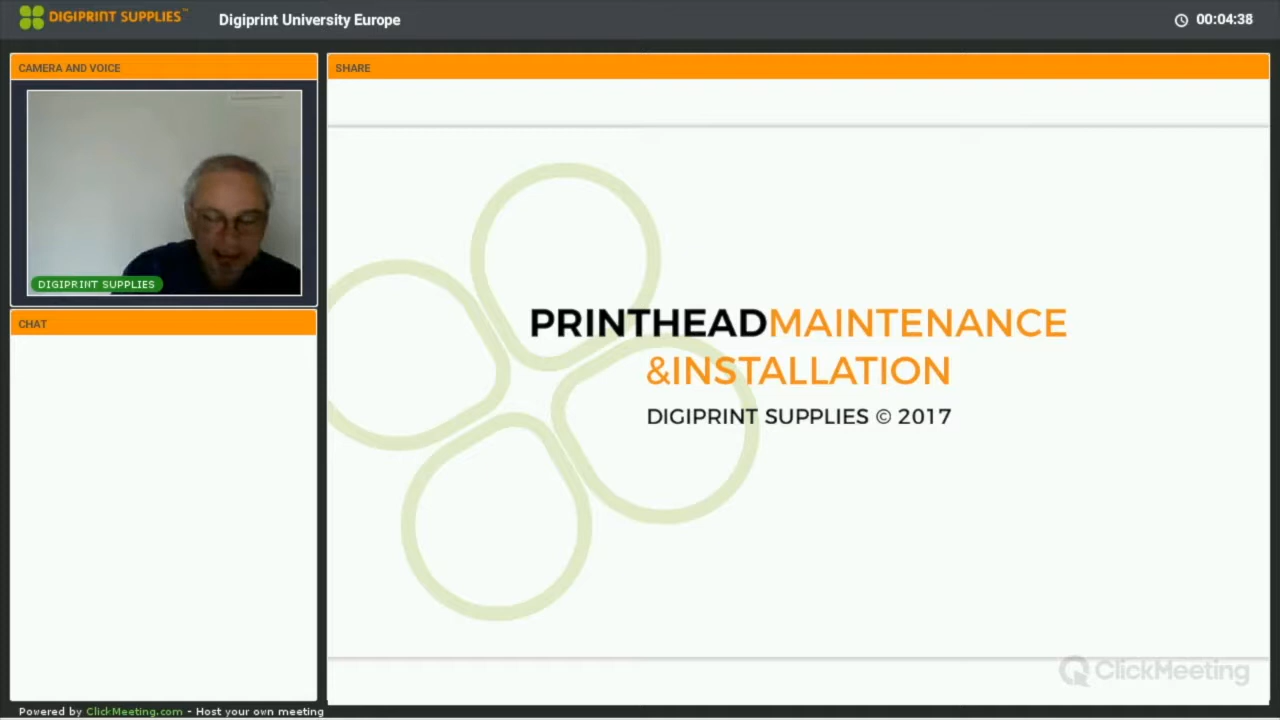 DIGIPRINT SUPPLIES™
Digiprint University Europe
00:04:38
CAMERA AND VOICE
DIGIPRINT SUPPLIES
CHAT
SHARE
PRINTHEADMAINTENANCE
&INSTALLATION
DIGIPRINT SUPPLIES © 2017
ClickMeeting
Powered by ClickMeeting.com - Host your own meeting